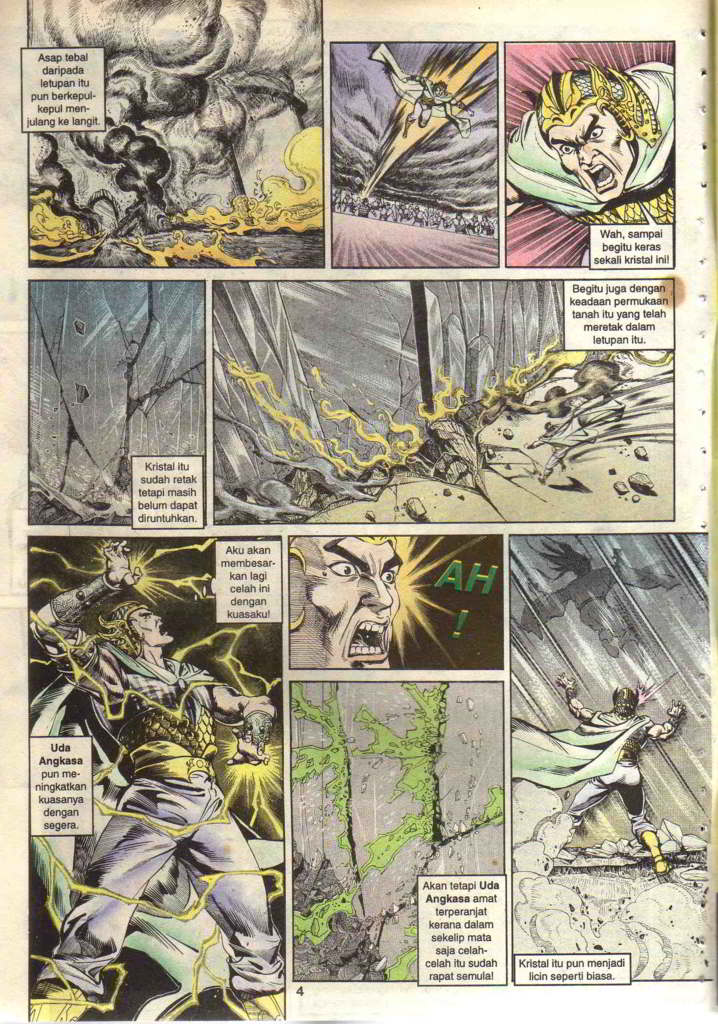 Asap tebal
daripada
letupan itu
pun berkepul-
kepul men-
julang ke langit.
Wah, sampai
begitu keras
sekali kristal ini!
Kristal itu
sudah retak
tetapi masih
belum dapat
diruntuhkan.
Begitu juga dengan
keadaan permukaan
tanah itu yang telah
meretak dalam
letupan itu.
Aku akan
membesar-
kan lagi
celah ini
dengan
kuasaku!
Uda
Angkasa
pun me-
ningkatkan
kuasanya
dengan
segera.
AH
!
Akan tetapi Uda
Angkasa amat
terperanjat
kerana dalam
sekelip mata
saja celah-
celah itu sudah
rapat semula!
Kristal itu pun menjadi
licin seperti biasa.
4